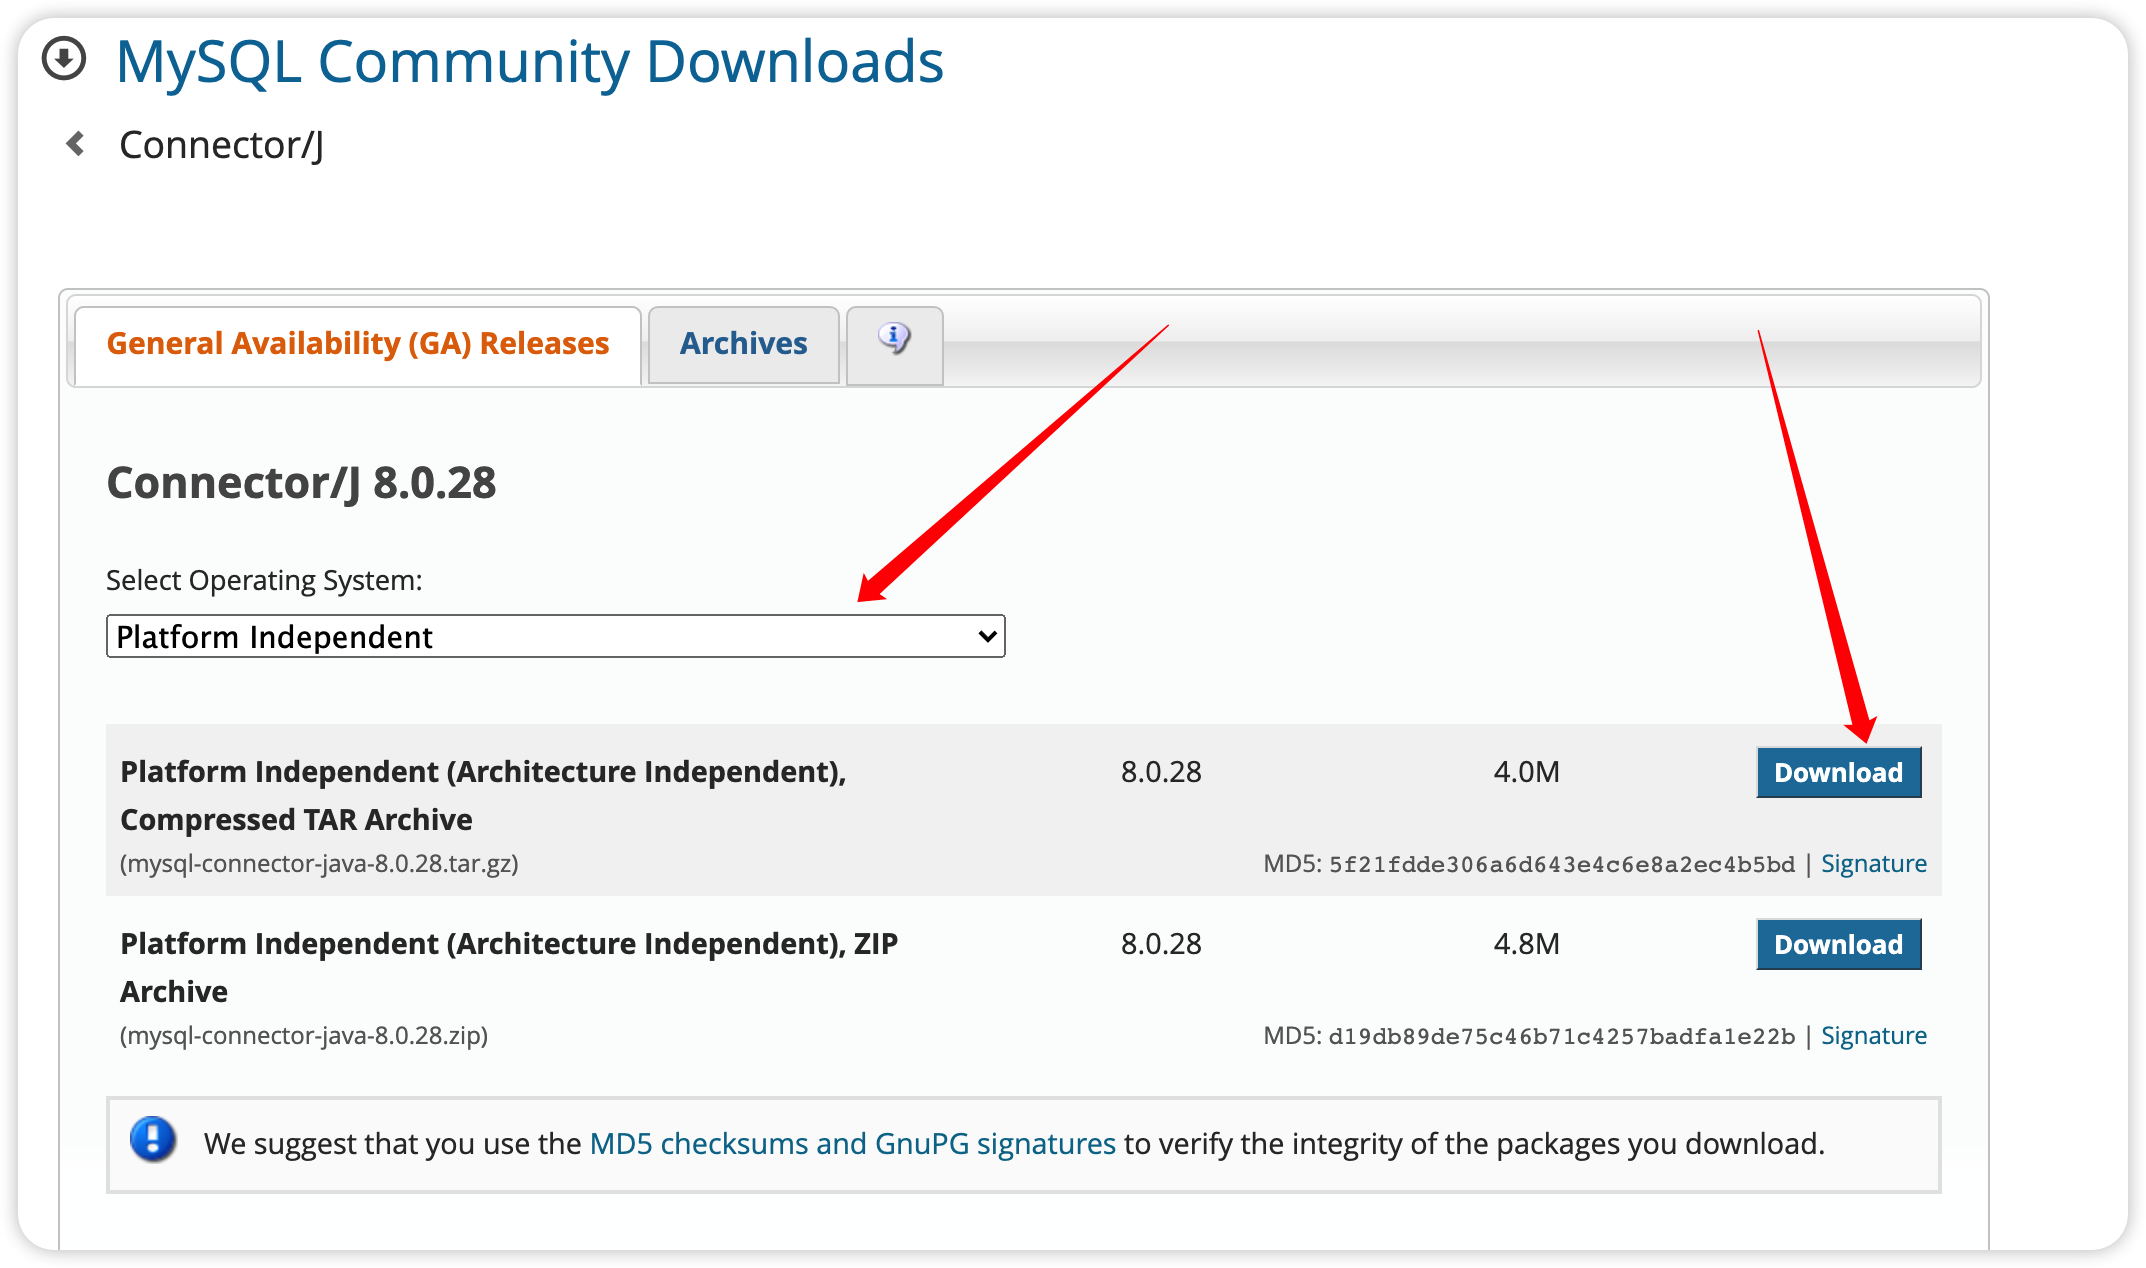 MySQL Community Downloads
Connector/J
General Availability (GA) Releases
Archives
Connector/J 8.0.28
Select Operating System:
Platform Independent
Platform Independent (Architecture Independent), 8.0.28 4.0M Download
Compressed TAR Archive
(mysql-connector-java-8.0.28.tar.gz) MD5: 5f21fdde306a6d643e4c6e8a2ec4b5bd | Signature
Platform Independent (Architecture Independent), ZIP 8.0.28 4.8M Download
Archive
(mysql-connector-java-8.0.28.zip) MD5: d19db89de75c46b71c4257badfa1e22b | Signature
We suggest that you use the MD5 checksums and GnuPG signatures to verify the integrity of the packages you download.